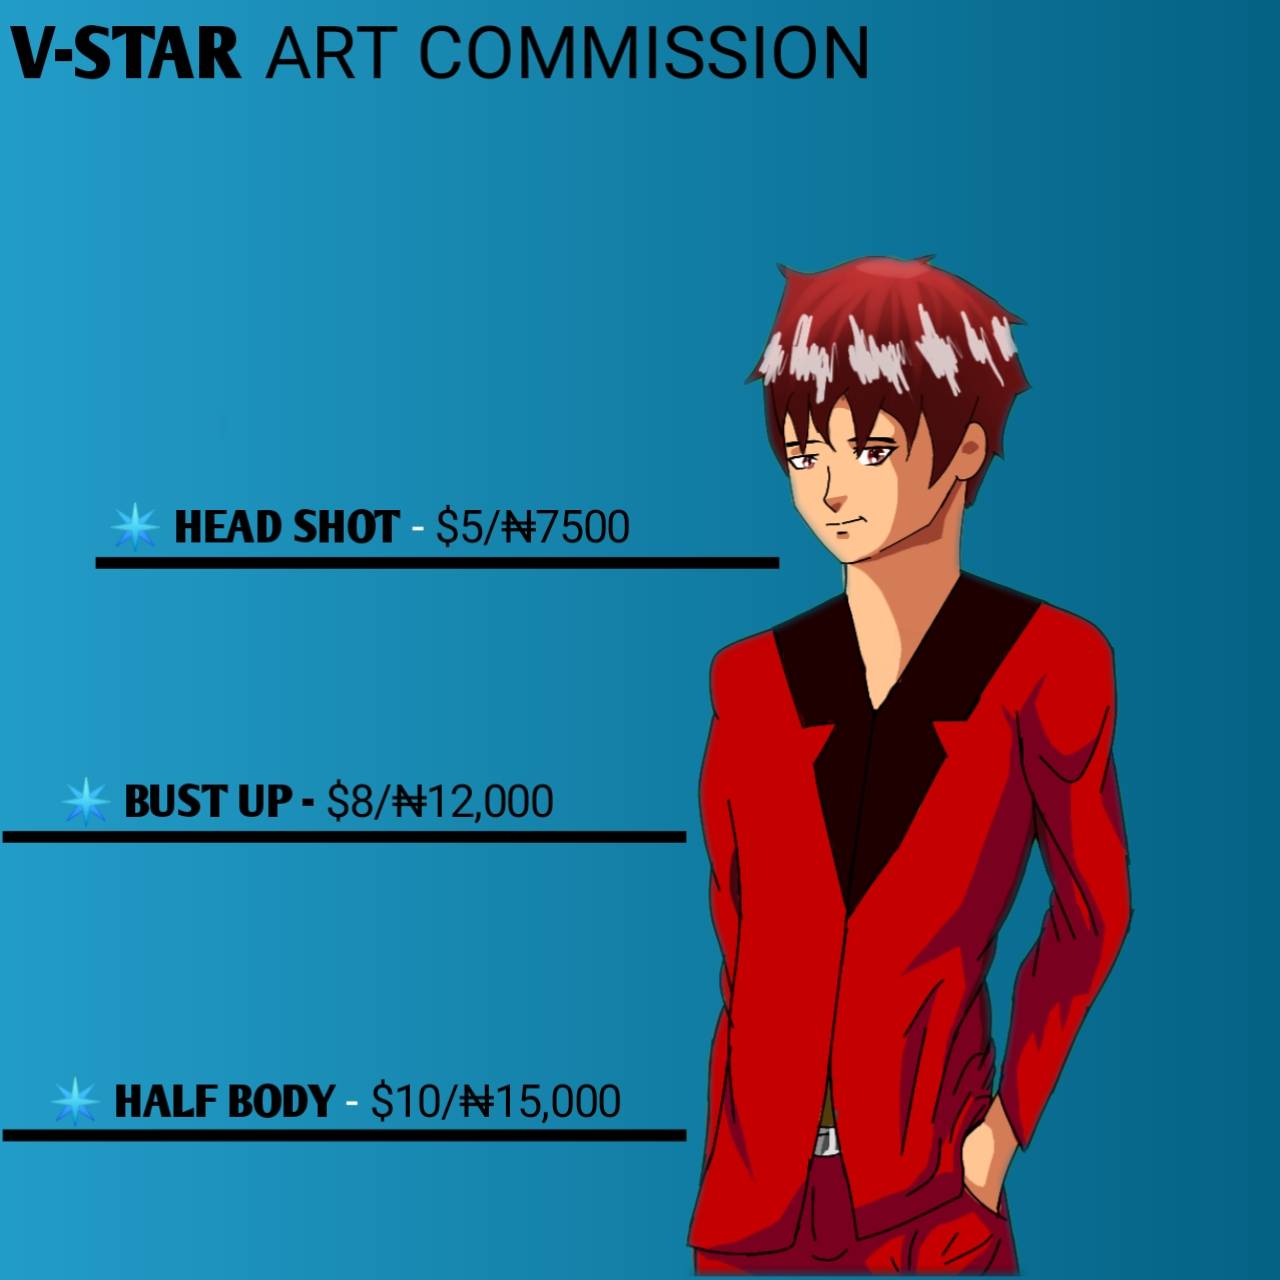 V-STAR ART COMMISSION
HEAD SHOT - $5/₦7500
BUST UP - $8/₦12,000
HALF BODY - $10/₦15,000